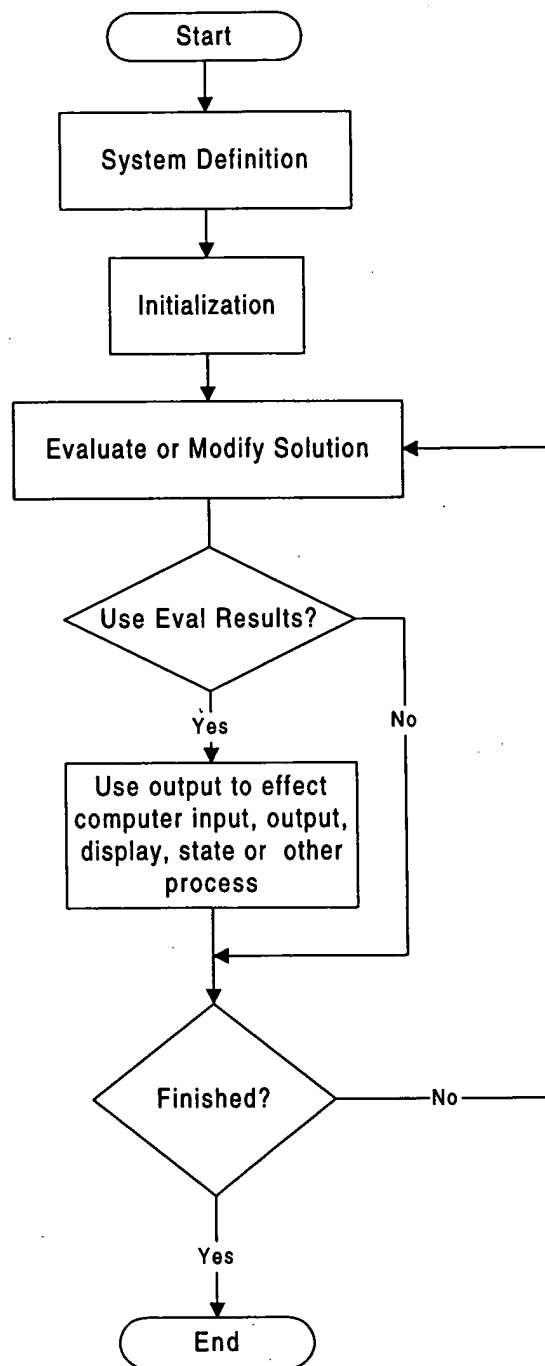 Start
System Definition
Initialization
Evaluate or Modify Solution
Use Eval Results?
Yes
No
Use output to effect
computer input, output,
display, state or other
process
Finished?
No
Yes
End